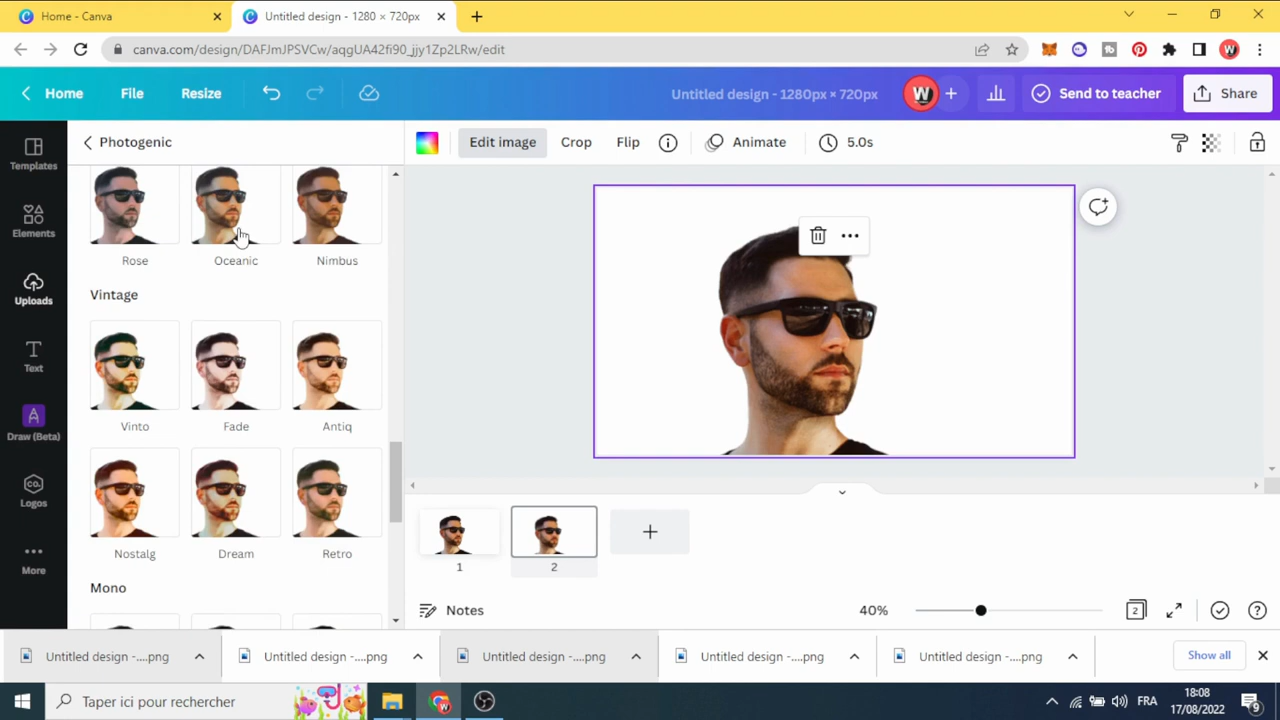 Home - Canva
Untitled design - 1280 × 720px
canva.com/design/DAFJmJPSVCw/aqgUA42fi90_jjy1Zp2LRw/edit
W
Home
File
Resize
Untitled design - 1280px × 720px
W
Send to teacher
Share
Templates
Elements
Uploads
Text
Draw (Beta)
Logos
More
Photogenic
Edit image
Crop
Flip
Animate
5.0s
Rose
Oceanic
Nimbus
Vintage
Vinto
Fade
Antiq
Nostalg
Dream
Retro
Mono
1
2
Notes
40%
2
Untitled design -....png
Untitled design -....png
Untitled design -....png
Untitled design -....png
Untitled design -....png
Show all
Taper ici pour rechercher
FRA
18:08
17/08/2022
9